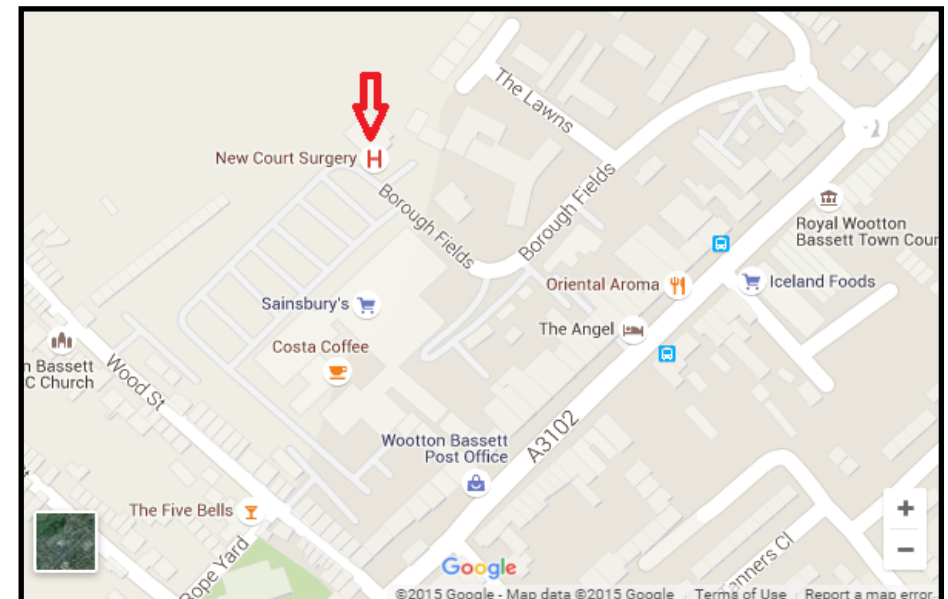 The Lawns
New Court Surgery H
Borough Fields
Borough Fields
Royal Wootton
Bassett Town Cour
Oriental Aroma
Iceland Foods
Sainsbury's
The Angel
Costa Coffee
n Bassett
C Church
Wood St
A3102
Wootton Bassett
Post Office
The Five Bells
Rope Yard
anners Cl
+
−
Google
©2015 Google - Map data ©2015 Google
Terms of Use
Report a map error